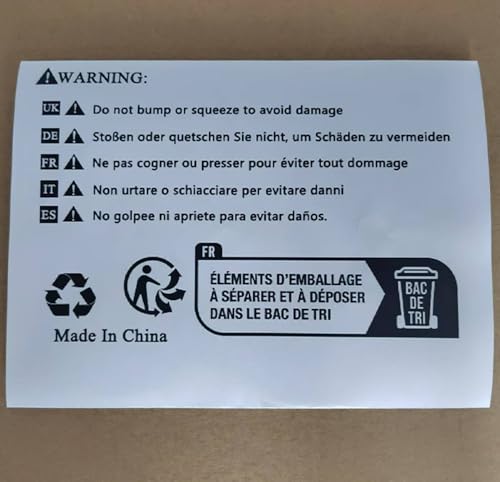 WARNING:
UK Do not bump or squeeze to avoid damage
DE Stoßen oder quetschen Sie nicht, um Schäden zu vermeiden
FR Ne pas cogner ou presser pour éviter tout dommage
IT Non urtare o schiacciare per evitare danni
ES No golpee ni apriete para evitar daños.
FR
ÉLÉMENTS D'EMBALLAGE
À SÉPARER ET À DÉPOSER
DANS LE BAC DE TRI
BAC
DE
TRI
Made In China